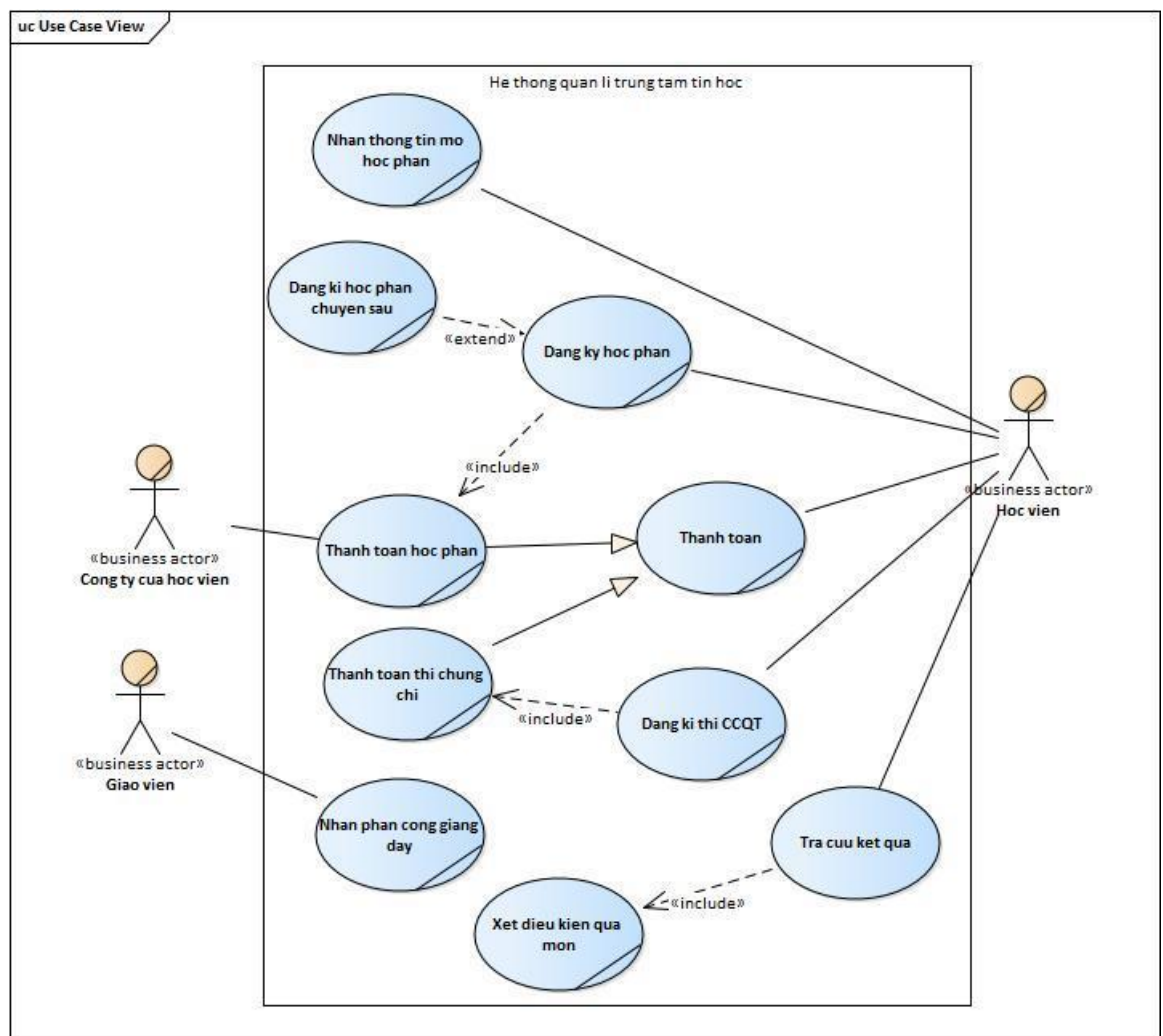 uc Use Case View
He thong quan li trung tam tin hoc
Nhan thong tin mo
hoc phan
Dang ki hoc phan
chuyen sau
«extend»
Dang ky hoc phan
«include»
«business actor»
Hoc vien
«business actor»
Cong ty cua hoc vien
Thanh toan hoc phan
Thanh toan
Thanh toan thi chung
chi
«include»
Dang ki thi CCQT
«business actor»
Giao vien
Nhan phan cong giang
day
Tra cuu ket qua
«include»
Xet dieu kien qua
mon